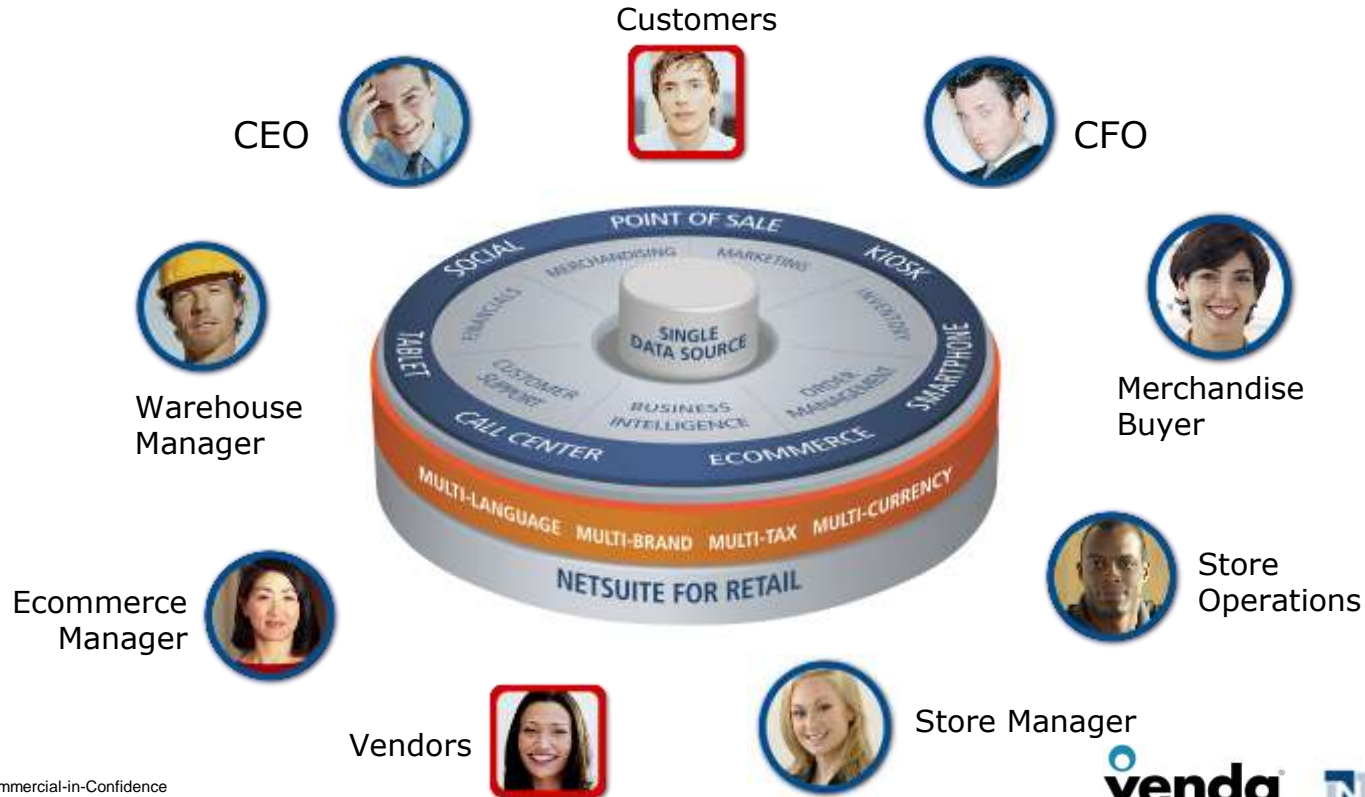 Customers
CEO
CFO
POINT OF SALE
SOCIAL
KIOSK
MERCHANDISING
MARKETING
FINANCIALS
INVENTORY
SINGLE
DATA SOURCE
TABLET
SMARTPHONE
CUSTOMER
SUPPORT
BUSINESS
INTELLIGENCE
ORDER
MANAGEMENT
CALL CENTER
ECOMMERCE
MULTI-LANGUAGE MULTI-BRAND MULTI-TAX MULTI-CURRENCY
NETSUITE FOR RETAIL
Warehouse
Manager
Merchandise
Buyer
Ecommerce
Manager
Store
Operations
Vendors
Store Manager
mmercial-in-Confidence
venda
N